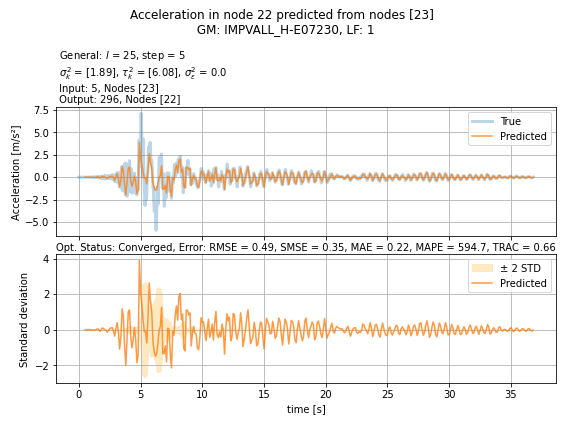 Acceleration in node 22 predicted from nodes [23]
GM: IMPVALL_H-E07230, LF: 1
General: l = 25, step = 5
σ²ₖ = [1.89], τ²ₖ = [6.08], σ²ε = 0.0
Input: 5, Nodes [23]
Output: 296, Nodes [22]
Acceleration [m/s²]
7.5
5.0
2.5
0.0
−2.5
−5.0
True
Predicted
Opt. Status: Converged, Error: RMSE = 0.49, SMSE = 0.35, MAE = 0.22, MAPE = 594.7, TRAC = 0.66
Standard deviation
4
2
0
−2
± 2 STD
Predicted
0 5 10 15 20 25 30 35
time [s]